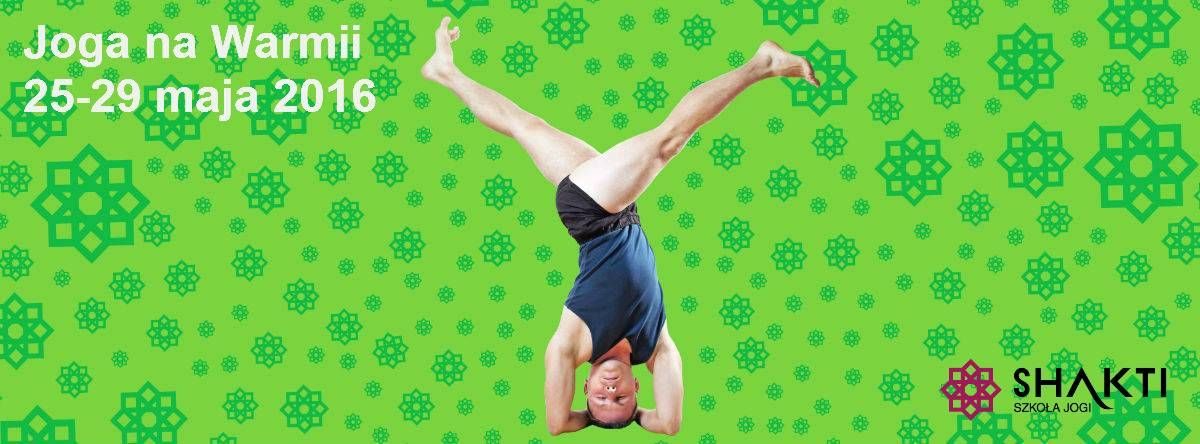 Joga na Warmii
25-29 maja 2016
SHAKTI
SZKOŁA JOGI